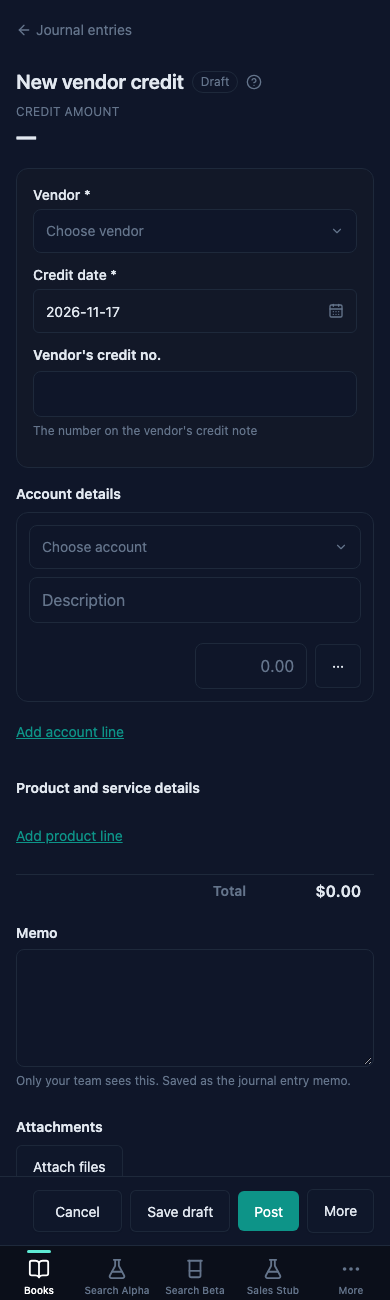 ← Journal entries
New vendor credit Draft
CREDIT AMOUNT
—
Vendor *
Choose vendor
Credit date *
2026-11-17
Vendor's credit no.
The number on the vendor's credit note
Account details
Choose account
Description
0.00 ...
Add account line
Product and service details
Add product line
Total $0.00
Memo
Only your team sees this. Saved as the journal entry memo.
Attachments
Attach files
Cancel Save draft Post More
Books Search Alpha Search Beta Sales Stub More